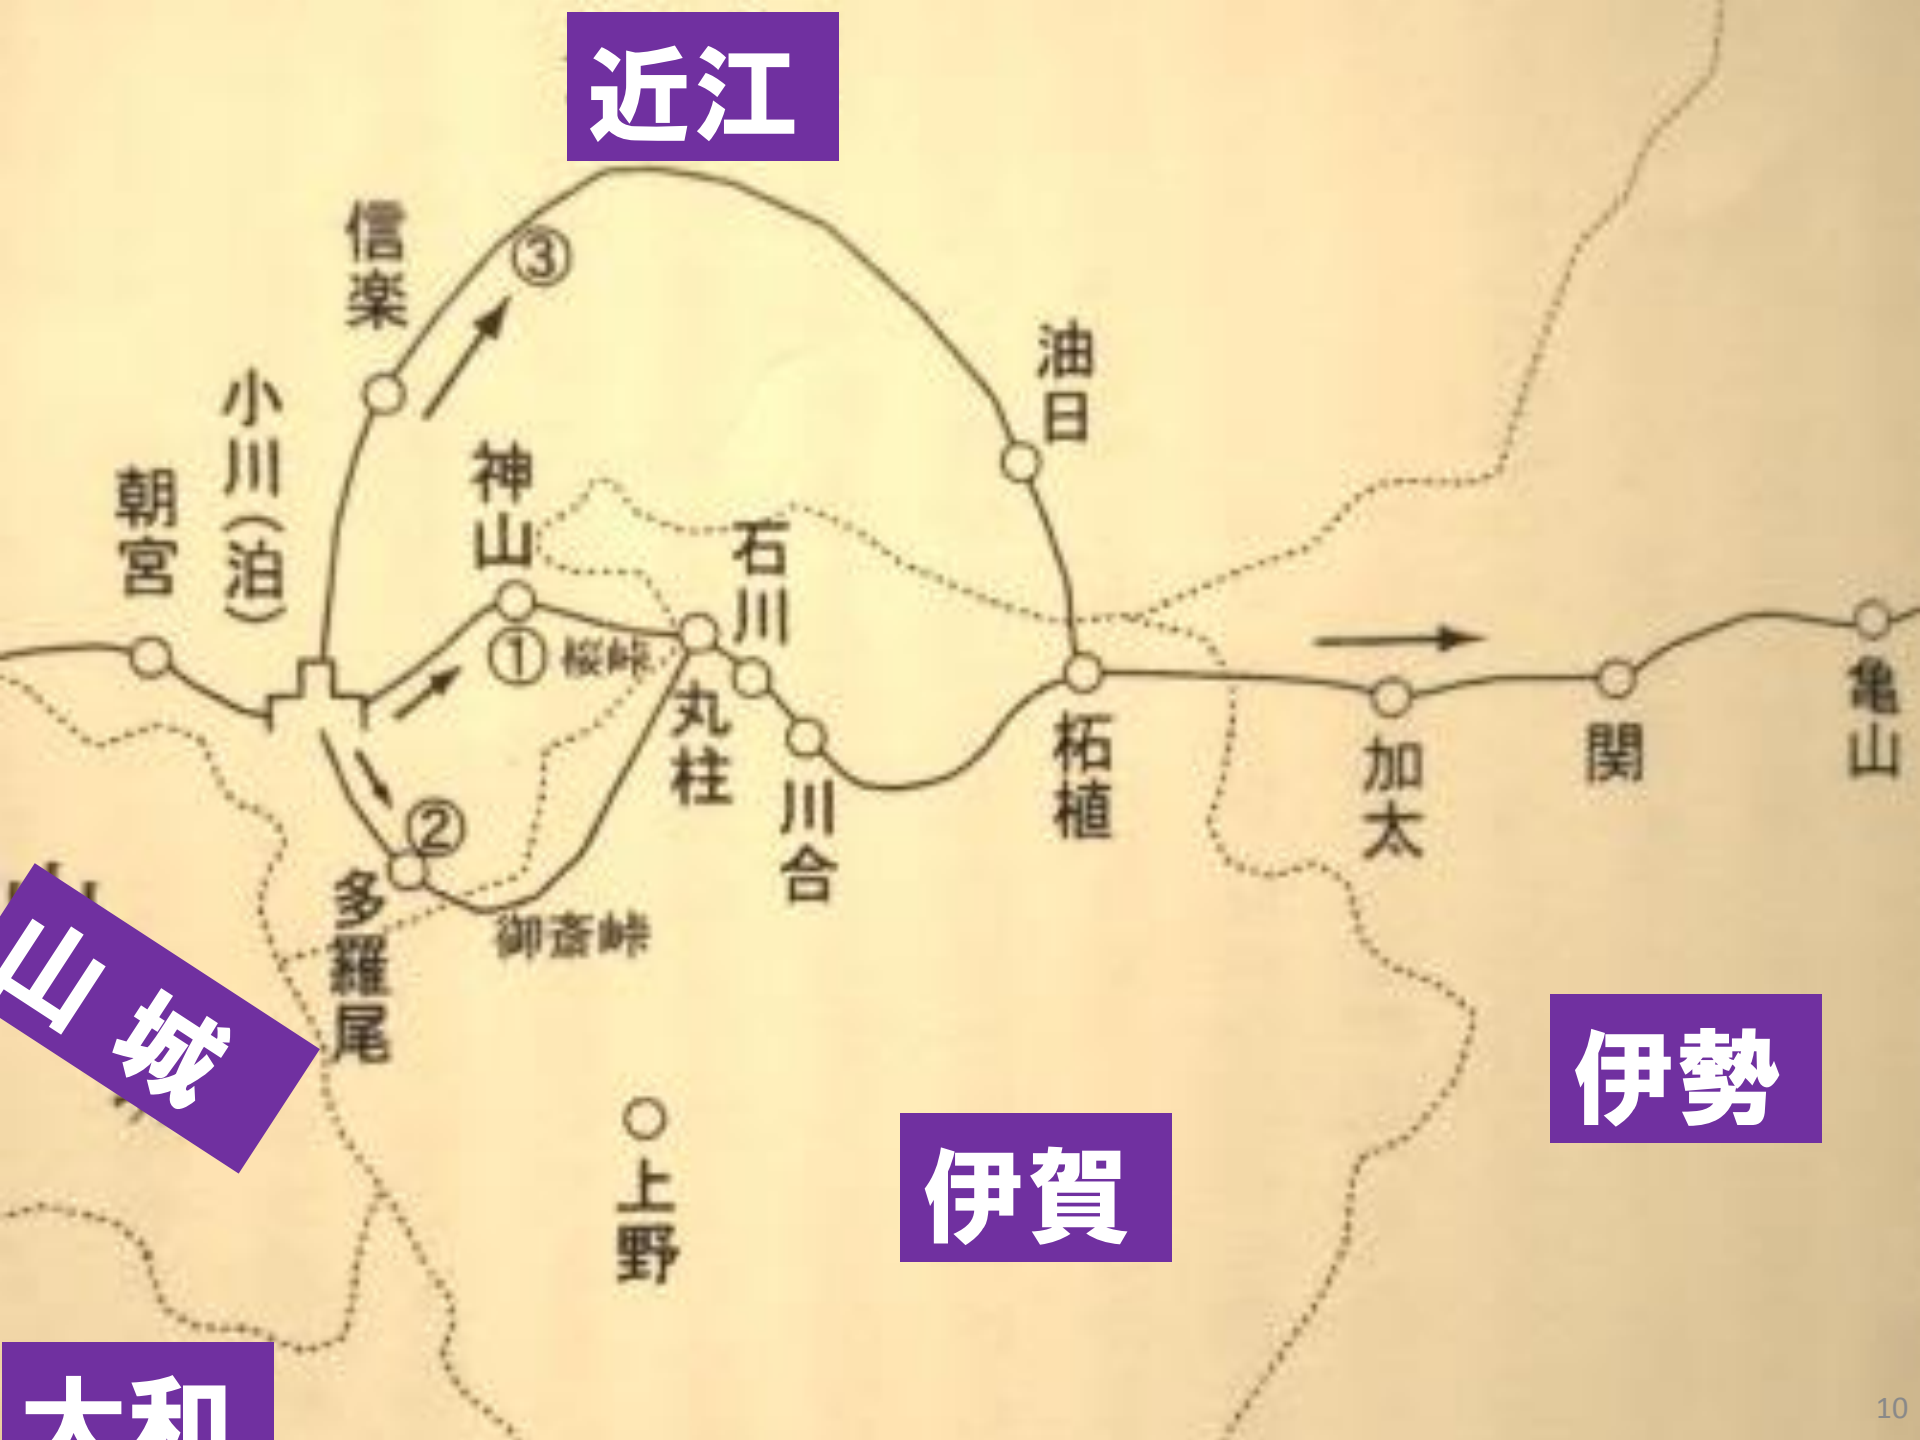 近江
信楽
③
油日
小川(泊)
朝宮
神山
石川
①
桜峠
丸柱
柘植
加太
関
亀山
②
川合
多羅尾
御斎峠
山城
伊勢
上野
伊賀
大和
10